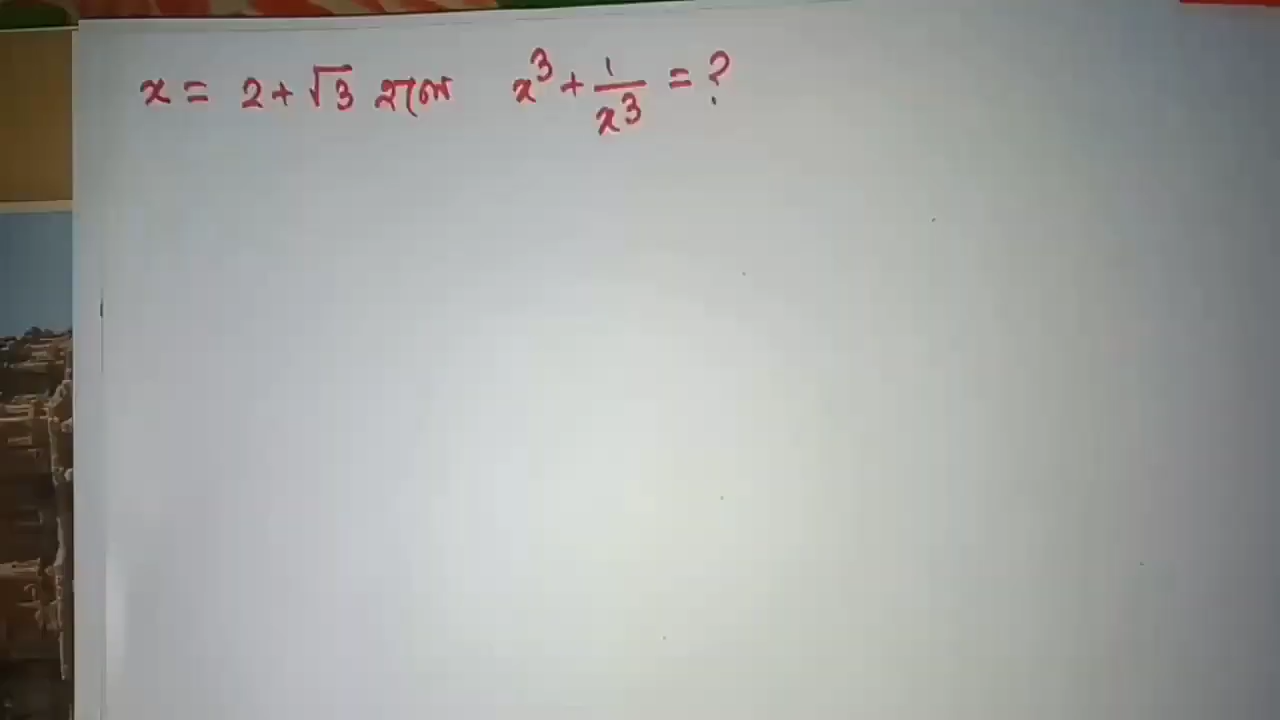 x = 2 + √3 হলে x³ + 1/x³ = ?